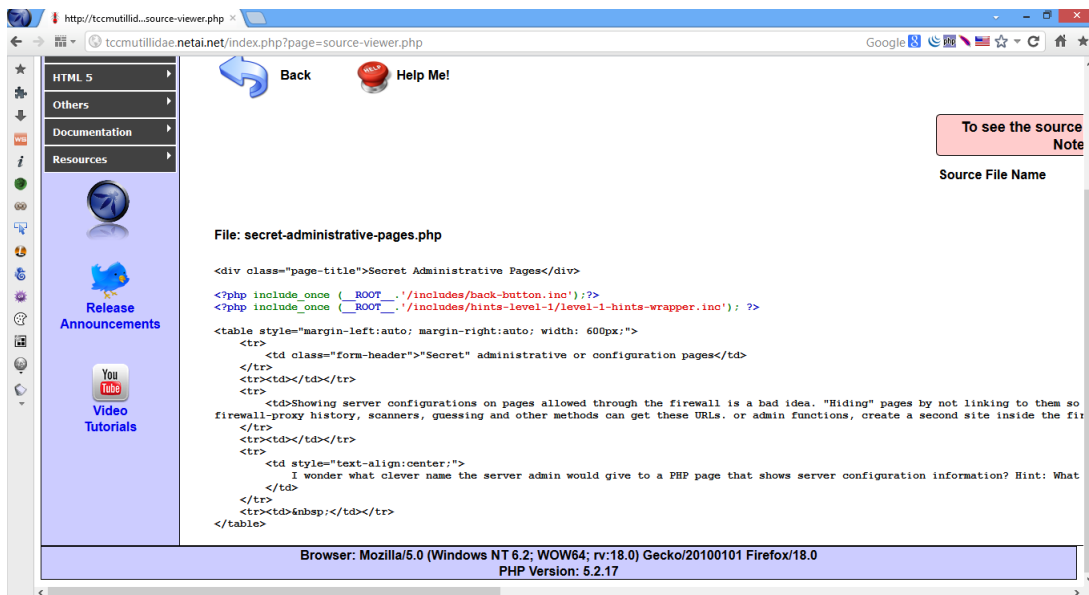 http://tccmutillid...source-viewer.php ×
tccmutillidae.netai.net/index.php?page=source-viewer.php
Google
HTML 5
Others
Documentation
Resources
Release
Announcements
You
Tube
Video
Tutorials
Back
HELP
Help Me!
To see the source
Note
Source File Name
File: secret-administrative-pages.php
<div class="page-title">Secret Administrative Pages</div>
<?php include_once (__ROOT__.'/includes/back-button.inc');?>
<?php include_once (__ROOT__.'/includes/hints-level-1/level-1-hints-wrapper.inc'); ?>
<table style="margin-left:auto; margin-right:auto; width: 600px;">
<tr>
<td class="form-header">"Secret" administrative or configuration pages</td>
</tr>
<tr><td></td></tr>
<tr>
<td>Showing server configurations on pages allowed through the firewall is a bad idea. "Hiding" pages by not linking to them so
firewall-proxy history, scanners, guessing and other methods can get these URLs. or admin functions, create a second site inside the
</tr>
<tr><td></td></tr>
<tr>
<td style="text-align:center;">
I wonder what clever name the server admin would give to a PHP page that shows server configuration information? Hint: What
</td>
</tr>
<tr><td>&nbsp;</td></tr>
</table>
Browser: Mozilla/5.0 (Windows NT 6.2; WOW64; rv:18.0) Gecko/20100101 Firefox/18.0
PHP Version: 5.2.17